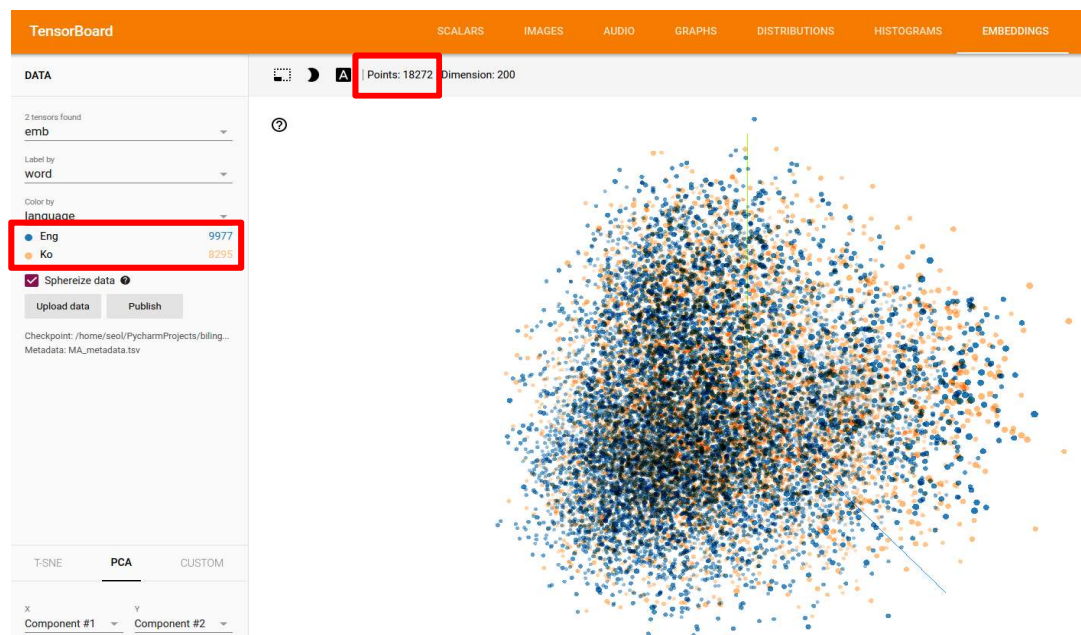 TensorBoard
SCALARS IMAGES AUDIO GRAPHS DISTRIBUTIONS HISTOGRAMS EMBEDDINGS
DATA
A | Points: 18272 | Dimension: 200
2 tensors found
emb
Label by
word
Color by
language
Eng 9977
Ko 8295
Sphereize data ?
Upload data Publish
Checkpoint: /home/seol/PycharmProjects/biling...
Metadata: MA_metadata.tsv
T-SNE PCA CUSTOM
X Y
Component #1 Component #2